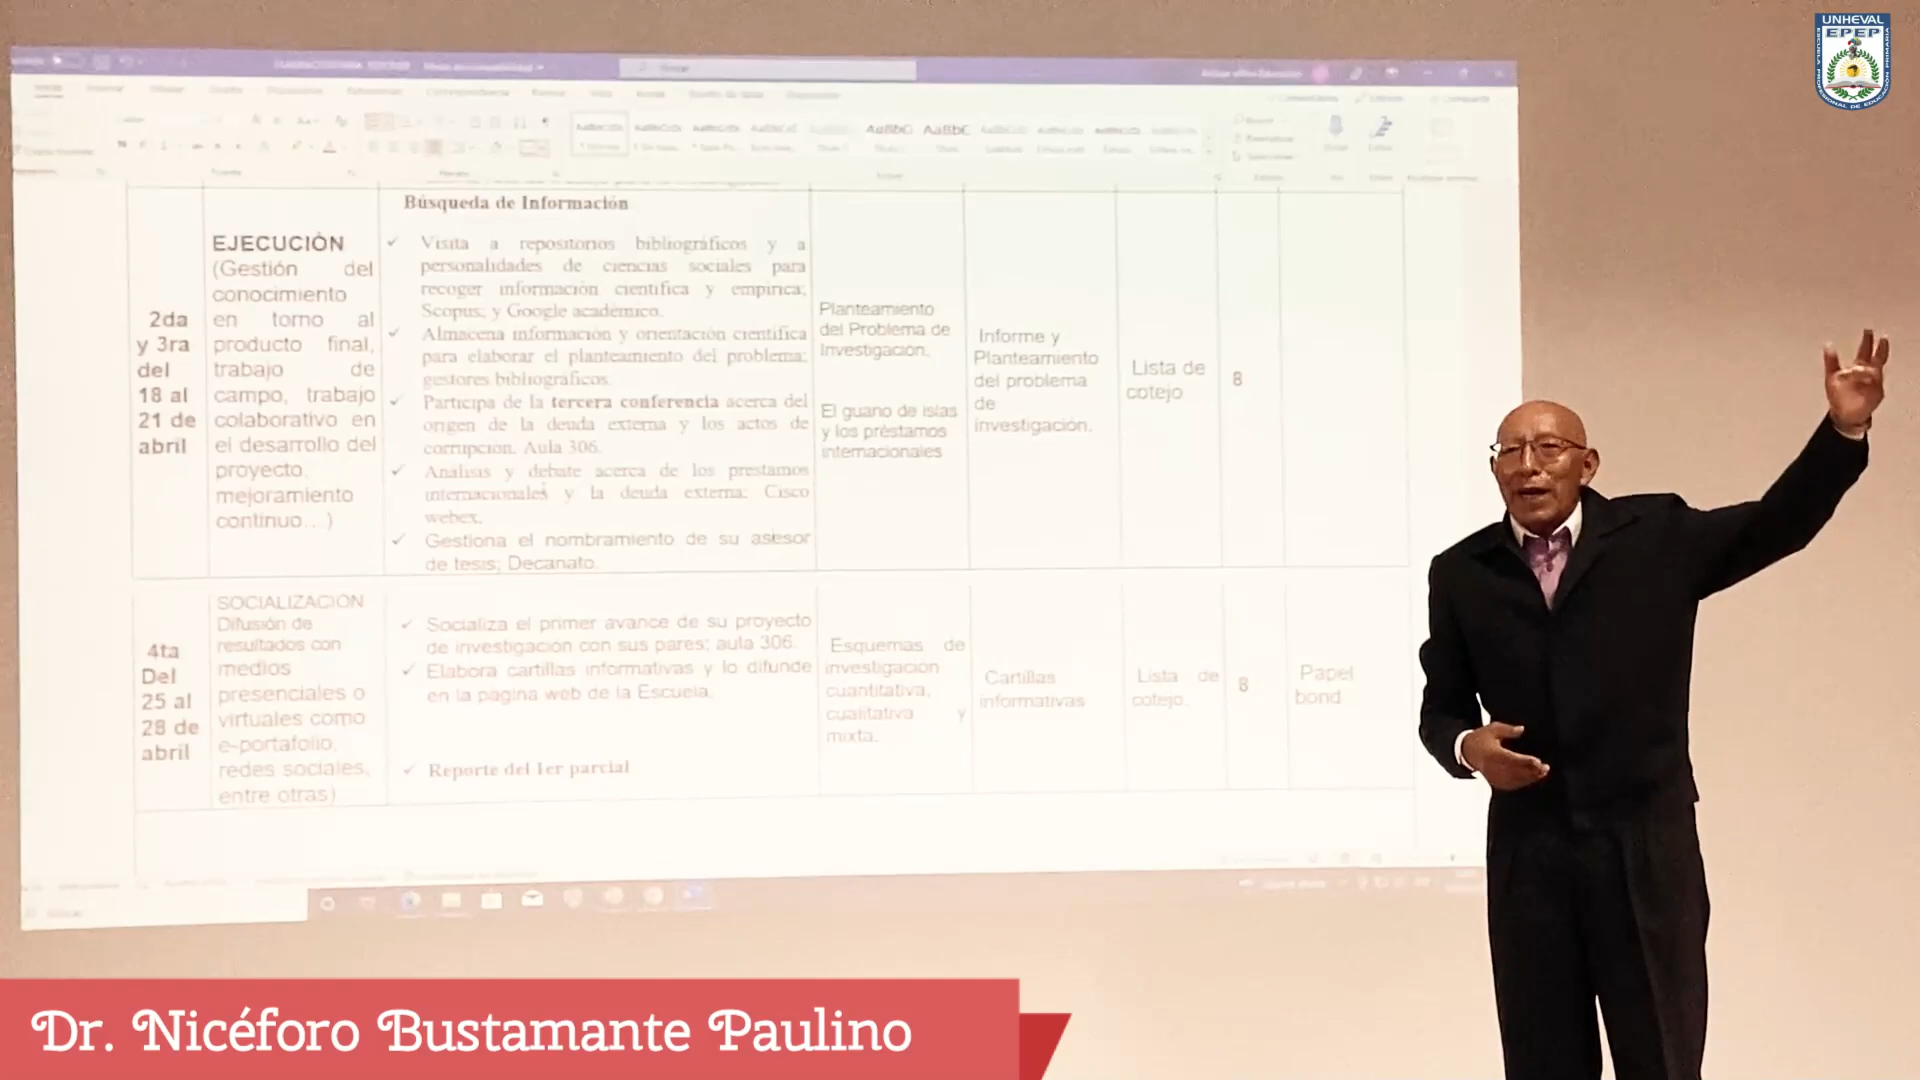 UNHEVAL
EPEP
ESCUELA PROFESIONAL DE EDUCACIÓN PRIMARIA
AaBbC AaBbC
Búsqueda de Información
2da
y 3ra
del
18 al
21 de
abril
EJECUCIÓN
(Gestión del
conocimiento
en torno al
producto final,
trabajo de
campo, trabajo
colaborativo en
el desarrollo del
proyecto,
mejoramiento
continuo...)
✓ Visita a repositorios bibliográficos y a
personalidades de ciencias sociales para
recoger información científica y empírica;
Scopus; y Google académico.
✓ Almacena información y orientación científica
para elaborar el planteamiento del problema;
gestores bibliográficos.
✓ Participa de la tercera conferencia acerca del
origen de la deuda externa y los actos de
corrupción. Aula 306.
✓ Análisis y debate acerca de los prestamos
internacionales y la deuda externa; Cisco
webex.
✓ Gestiona el nombramiento de su asesor
de tesis; Decanato.
Planteamiento
del Problema de
Investigación.
El guano de islas
y los préstamos
internacionales
Informe y
Planteamiento
del problema
de
investigación.
Lista de
cotejo
8
4ta
Del
25 al
28 de
abril
SOCIALIZACIÓN
Difusión de
resultados con
medios
presenciales o
virtuales como
e-portafolio,
redes sociales,
entre otras)
✓ Socializa el primer avance de su proyecto
de investigación con sus pares; aula 306.
✓ Elabora cartillas informativas y lo difunde
en la pagina web de la Escuela.
✓ Reporte del 1er parcial
Esquemas de
investigación
cuantitativa,
cualitativa y
mixta.
Cartillas
informativas
Lista de
cotejo.
8
Papel
bond
Dr. Nicéforo Bustamante Paulino